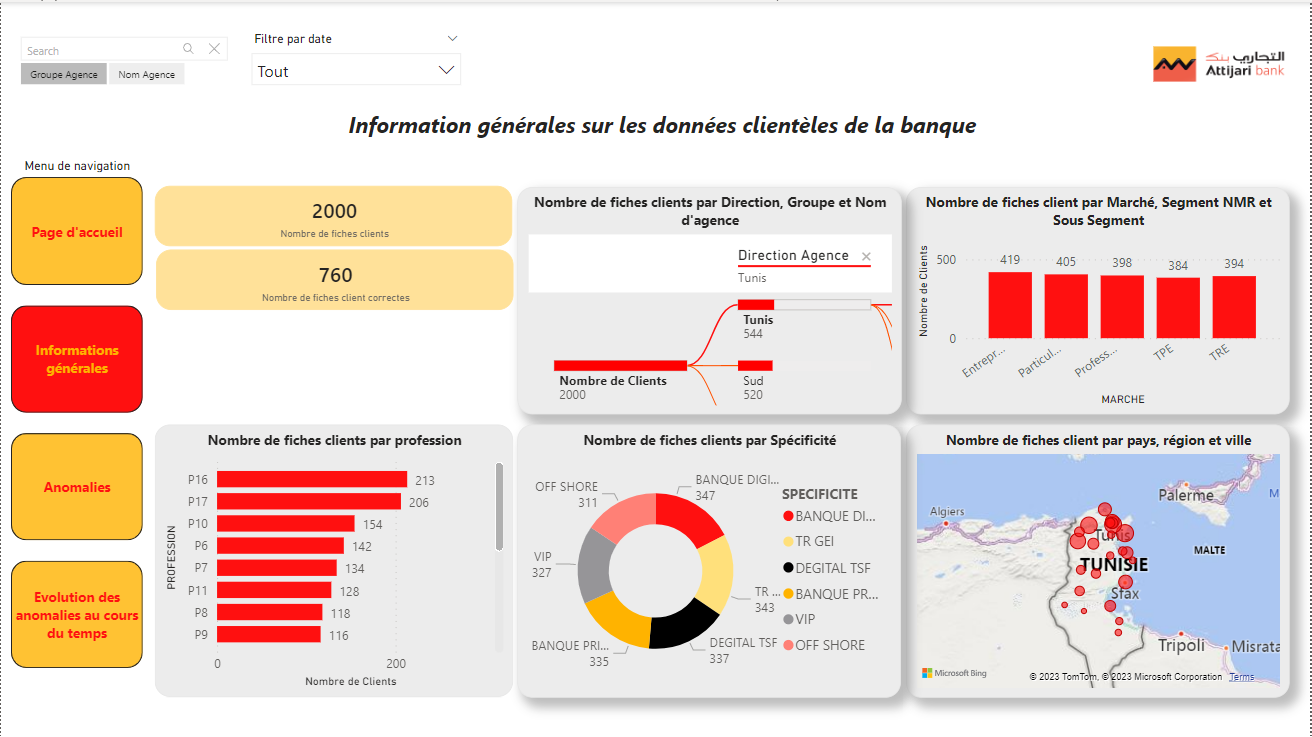 Search
Groupe Agence
Nom Agence
Filtre par date
Tout
التجاري بنك
Attijari bank
Information générales sur les données clientèles de la banque
Menu de navigation
Page d'accueil
Informations
générales
Anomalies
Evolution des
anomalies au cours
du temps
2000
Nombre de fiches clients
760
Nombre de fiches client correctes
Nombre de fiches clients par Direction, Groupe et Nom
d'agence
Direction Agence
Tunis
Tunis
544
Nombre de Clients
2000
Sud
520
Nombre de fiches client par Marché, Segment NMR et
Sous Segment
Nombre de Clients
500
0
419
405
398
384
394
Entrepr...
Particul...
Profess...
TPE
TRE
MARCHE
Nombre de fiches clients par profession
PROFESSION
P16 213
P17 206
P10 154
P6 142
P7 134
P11 128
P8 118
P9 116
0 200
Nombre de Clients
Nombre de fiches clients par Spécificité
OFF SHORE
311
BANQUE DIGI...
347
VIP
327
TR ...
343
BANQUE PRI...
335
DEGITAL TSF
337
SPECIFICITE
BANQUE DI...
TR GEI
DEGITAL TSF
BANQUE PR...
VIP
OFF SHORE
Nombre de fiches client par pays, région et ville
Algiers
Palerme
M
Tunis
MALTE
TUNISIE
Sfax
Tripoli
Misrata
Microsoft Bing
© 2023 TomTom, © 2023 Microsoft Corporation Terms